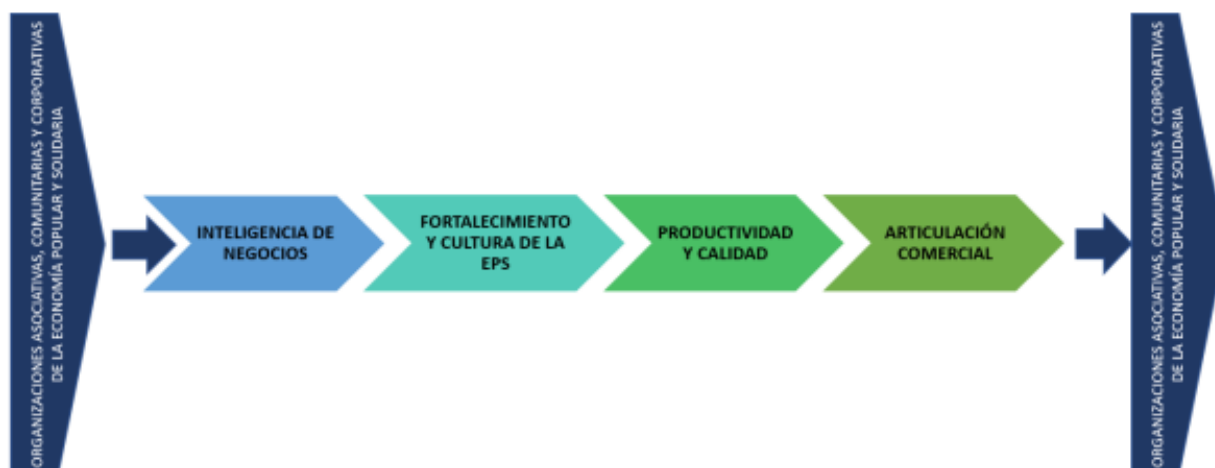 ORGANIZACIONES ASOCIATIVAS, COMUNITARIAS Y CORPORATIVAS
DE LA ECONOMÍA POPULAR Y SOLIDARIA
INTELIGENCIA DE
NEGOCIOS
FORTALECIMIENTO
Y CULTURA DE LA
EPS
PRODUCTIVIDAD
Y CALIDAD
ARTICULACIÓN
COMERCIAL
ORGANIZACIONES ASOCIATIVAS, COMUNITARIAS Y CORPORATIVAS
DE LA ECONOMÍA POPULAR Y SOLIDARIA